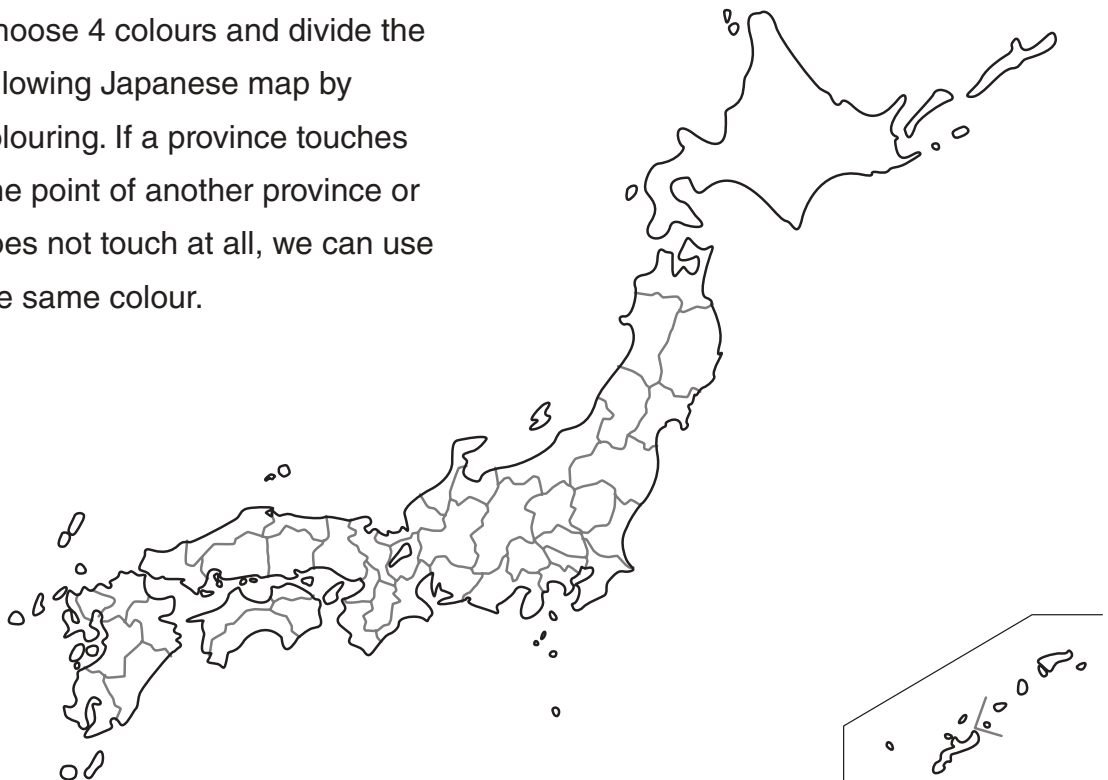 hoose 4 colours and divide the
llowing Japanese map by
olouring. If a province touches
ne point of another province or
oes not touch at all, we can use
e same colour.